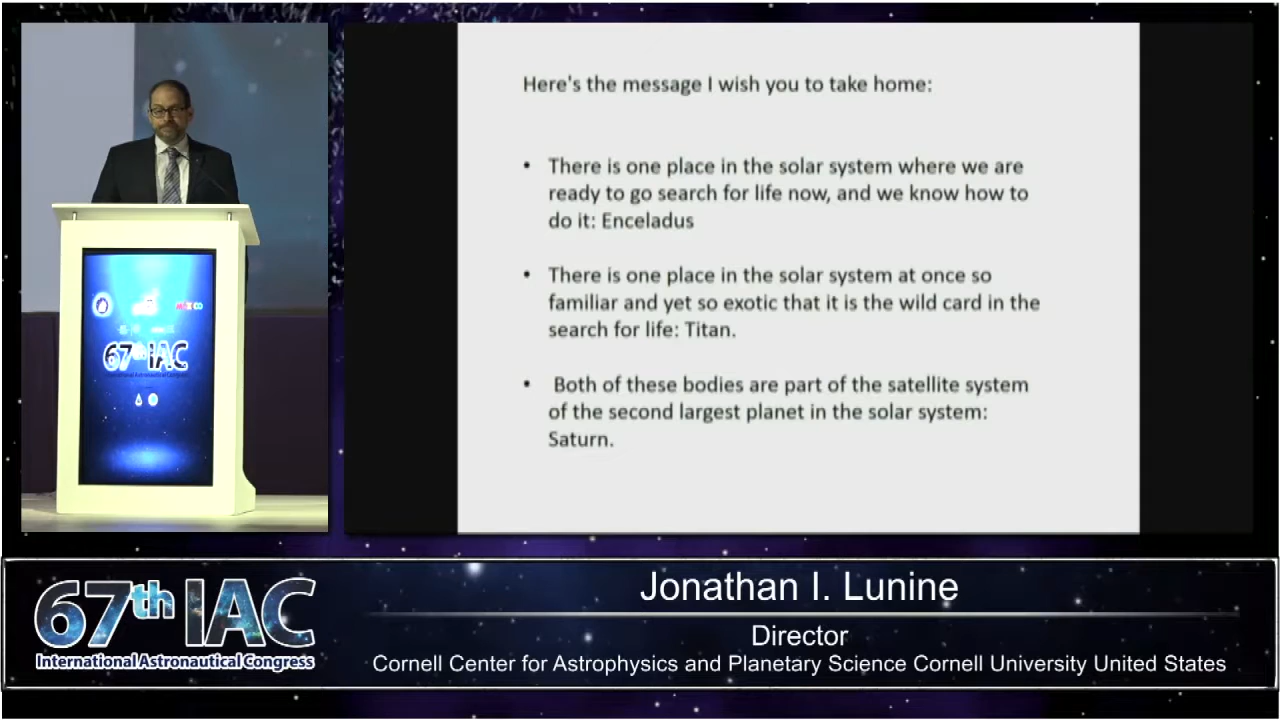 Here's the message I wish you to take home:
• There is one place in the solar system where we are
ready to go search for life now, and we know how to
do it: Enceladus
• There is one place in the solar system at once so
familiar and yet so exotic that it is the wild card in the
search for life: Titan.
• Both of these bodies are part of the satellite system
of the second largest planet in the solar system:
Saturn.
67th IAC
67th IAC
International Astronautical Congress
Jonathan I. Lunine
Director
Cornell Center for Astrophysics and Planetary Science Cornell University United States